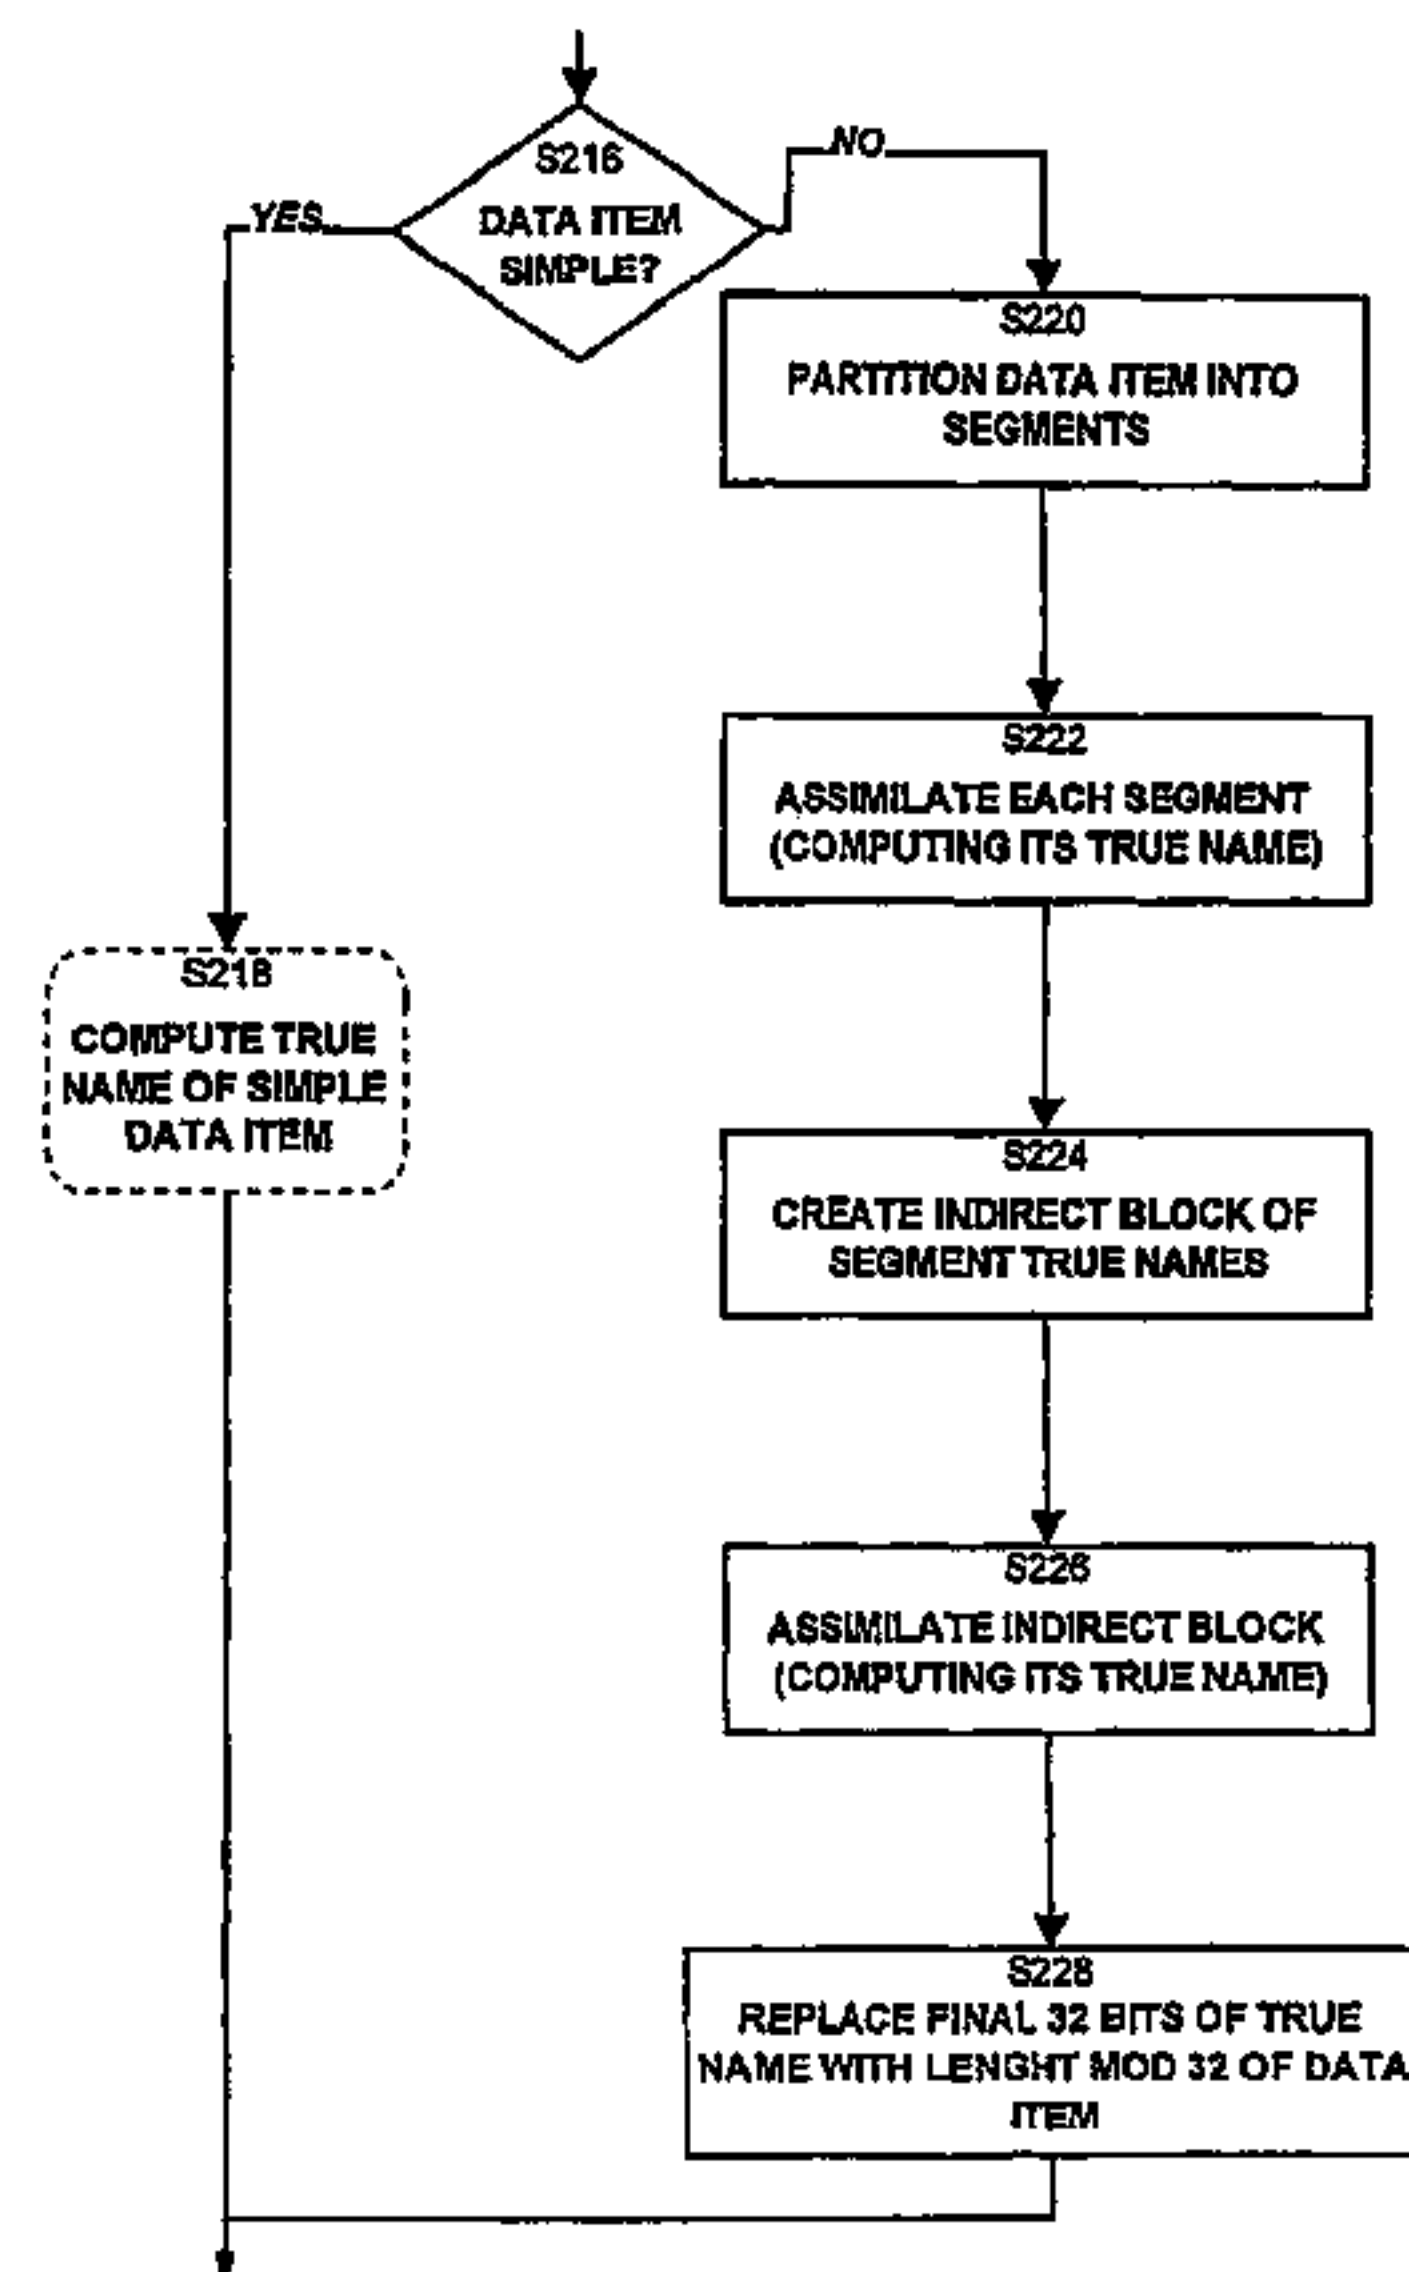 S216
DATA ITEM
SIMPLE?
YES
NO
S220
PARTITION DATA ITEM INTO
SEGMENTS
S222
ASSIMILATE EACH SEGMENT
(COMPUTING ITS TRUE NAME)
S218
COMPUTE TRUE
NAME OF SIMPLE
DATA ITEM
S224
CREATE INDIRECT BLOCK OF
SEGMENT TRUE NAMES
S226
ASSIMILATE INDIRECT BLOCK
(COMPUTING ITS TRUE NAME)
S228
REPLACE FINAL 32 BITS OF TRUE
NAME WITH LENGHT MOD 32 OF DATA
ITEM